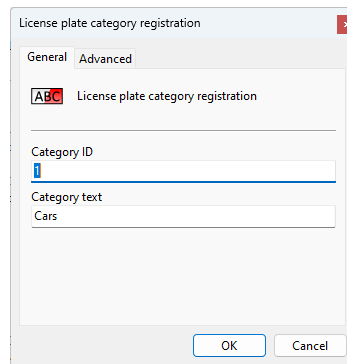 License plate category registration
General
Advanced
ABC
License plate category registration
Category ID
1
Category text
Cars
OK
Cancel